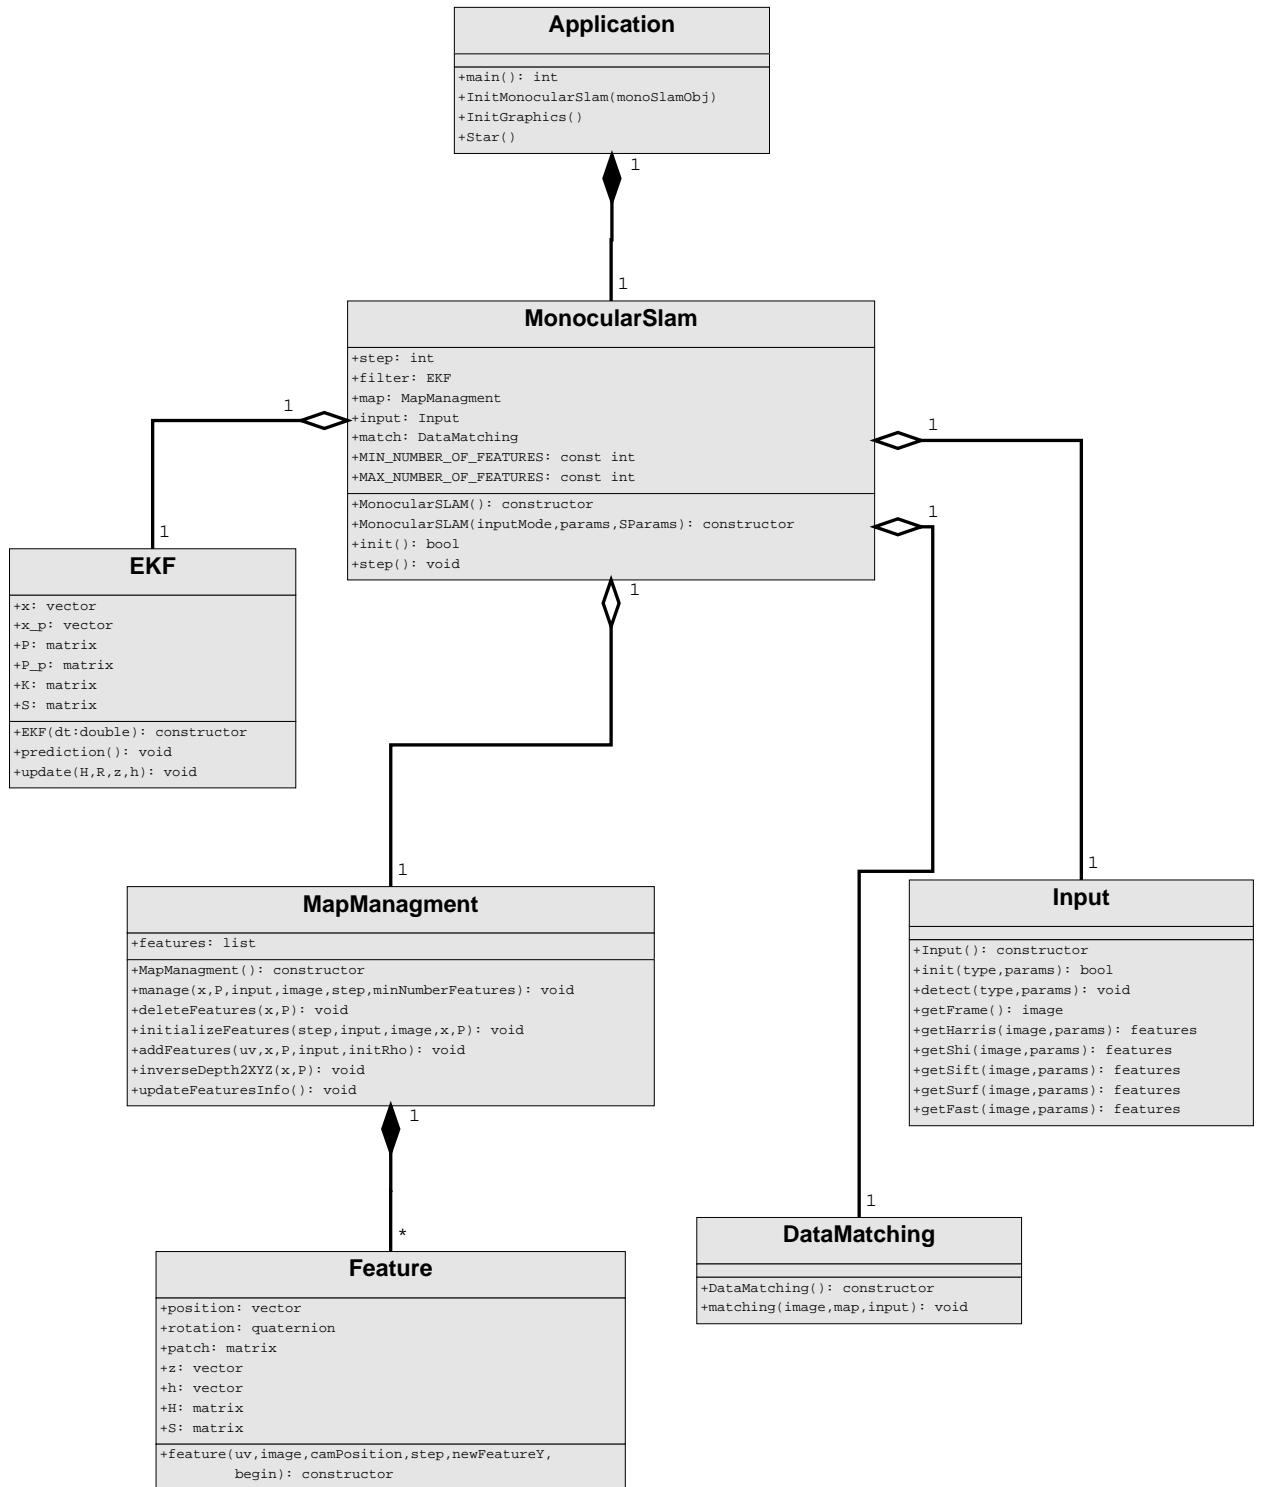 Application
+main(): int
+InitMonocularSlam(monoSlamObj)
+InitGraphics()
+Star()
1
1
MonocularSlam
+step: int
+filter: EKF
+map: MapManagment
+input: Input
+match: DataMatching
+MIN_NUMBER_OF_FEATURES: const int
+MAX_NUMBER_OF_FEATURES: const int
+MonocularSLAM(): constructor
+MonocularSLAM(inputMode,params,SParams): constructor
+init(): bool
+step(): void
1
1
1
1
1
EKF
+x: vector
+x_p: vector
+P: matrix
+P_p: matrix
+K: matrix
+S: matrix
+EKF(dt:double): constructor
+prediction(): void
+update(H,R,z,h): void
1
MapManagment
+features: list
+MapManagment(): constructor
+manage(x,P,input,image,step,minNumberFeatures): void
+deleteFeatures(x,P): void
+initializeFeatures(step,input,image,x,P): void
+addFeatures(uv,x,P,input,initRho): void
+inverseDepth2XYZ(x,P): void
+updateFeaturesInfo(): void
1
Input
+Input(): constructor
+init(type,params): bool
+detect(type,params): void
+getFrame(): image
+getHarris(image,params): features
+getShi(image,params): features
+getSift(image,params): features
+getSurf(image,params): features
+getFast(image,params): features
1
*
Feature
+position: vector
+rotation: quaternion
+patch: matrix
+z: vector
+h: vector
+H: matrix
+S: matrix
+feature(uv,image,camPosition,step,newFeatureY,
begin): constructor
1
DataMatching
+DataMatching(): constructor
+matching(image,map,input): void